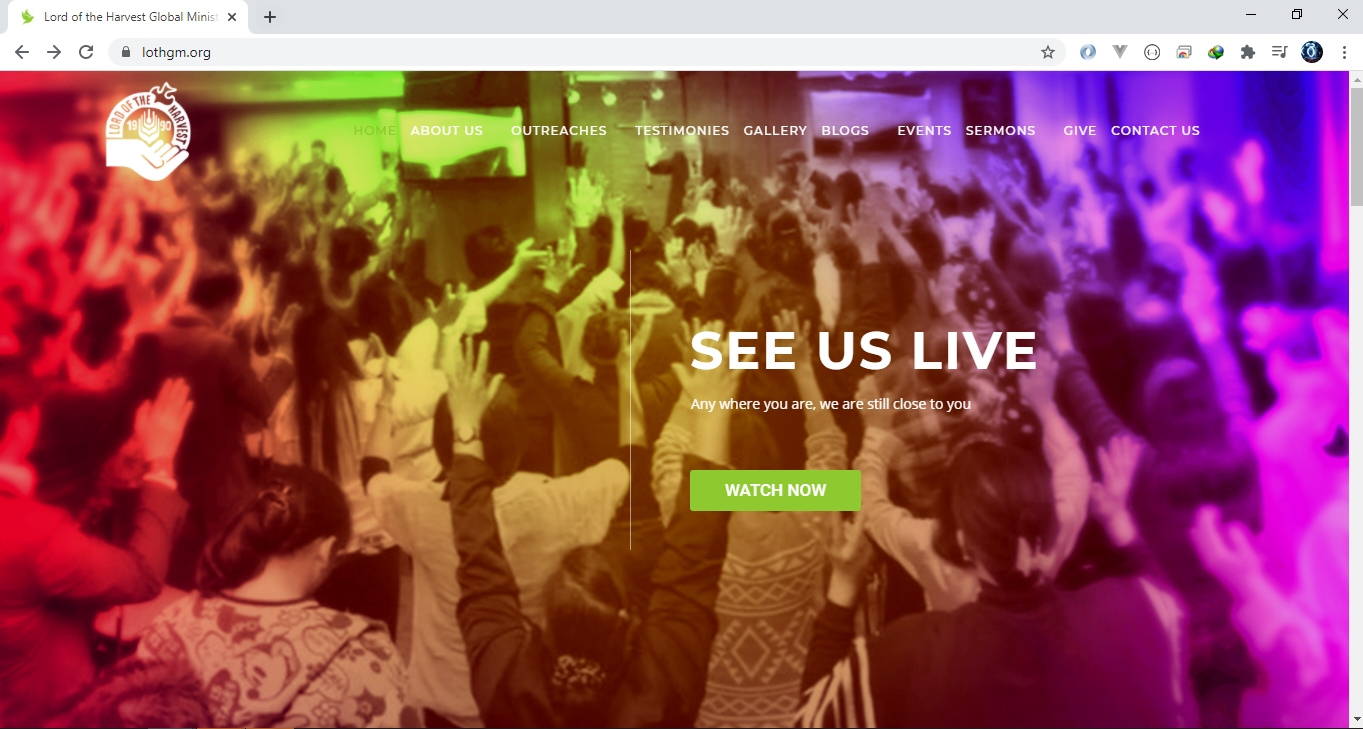 Lord of the Harvest Global Minist
lothgm.org
LORD OF THE HARVEST
1990
HOME ABOUT US OUTREACHES TESTIMONIES GALLERY BLOGS EVENTS SERMONS GIVE CONTACT US
SEE US LIVE
Any where you are, we are still close to you
WATCH NOW